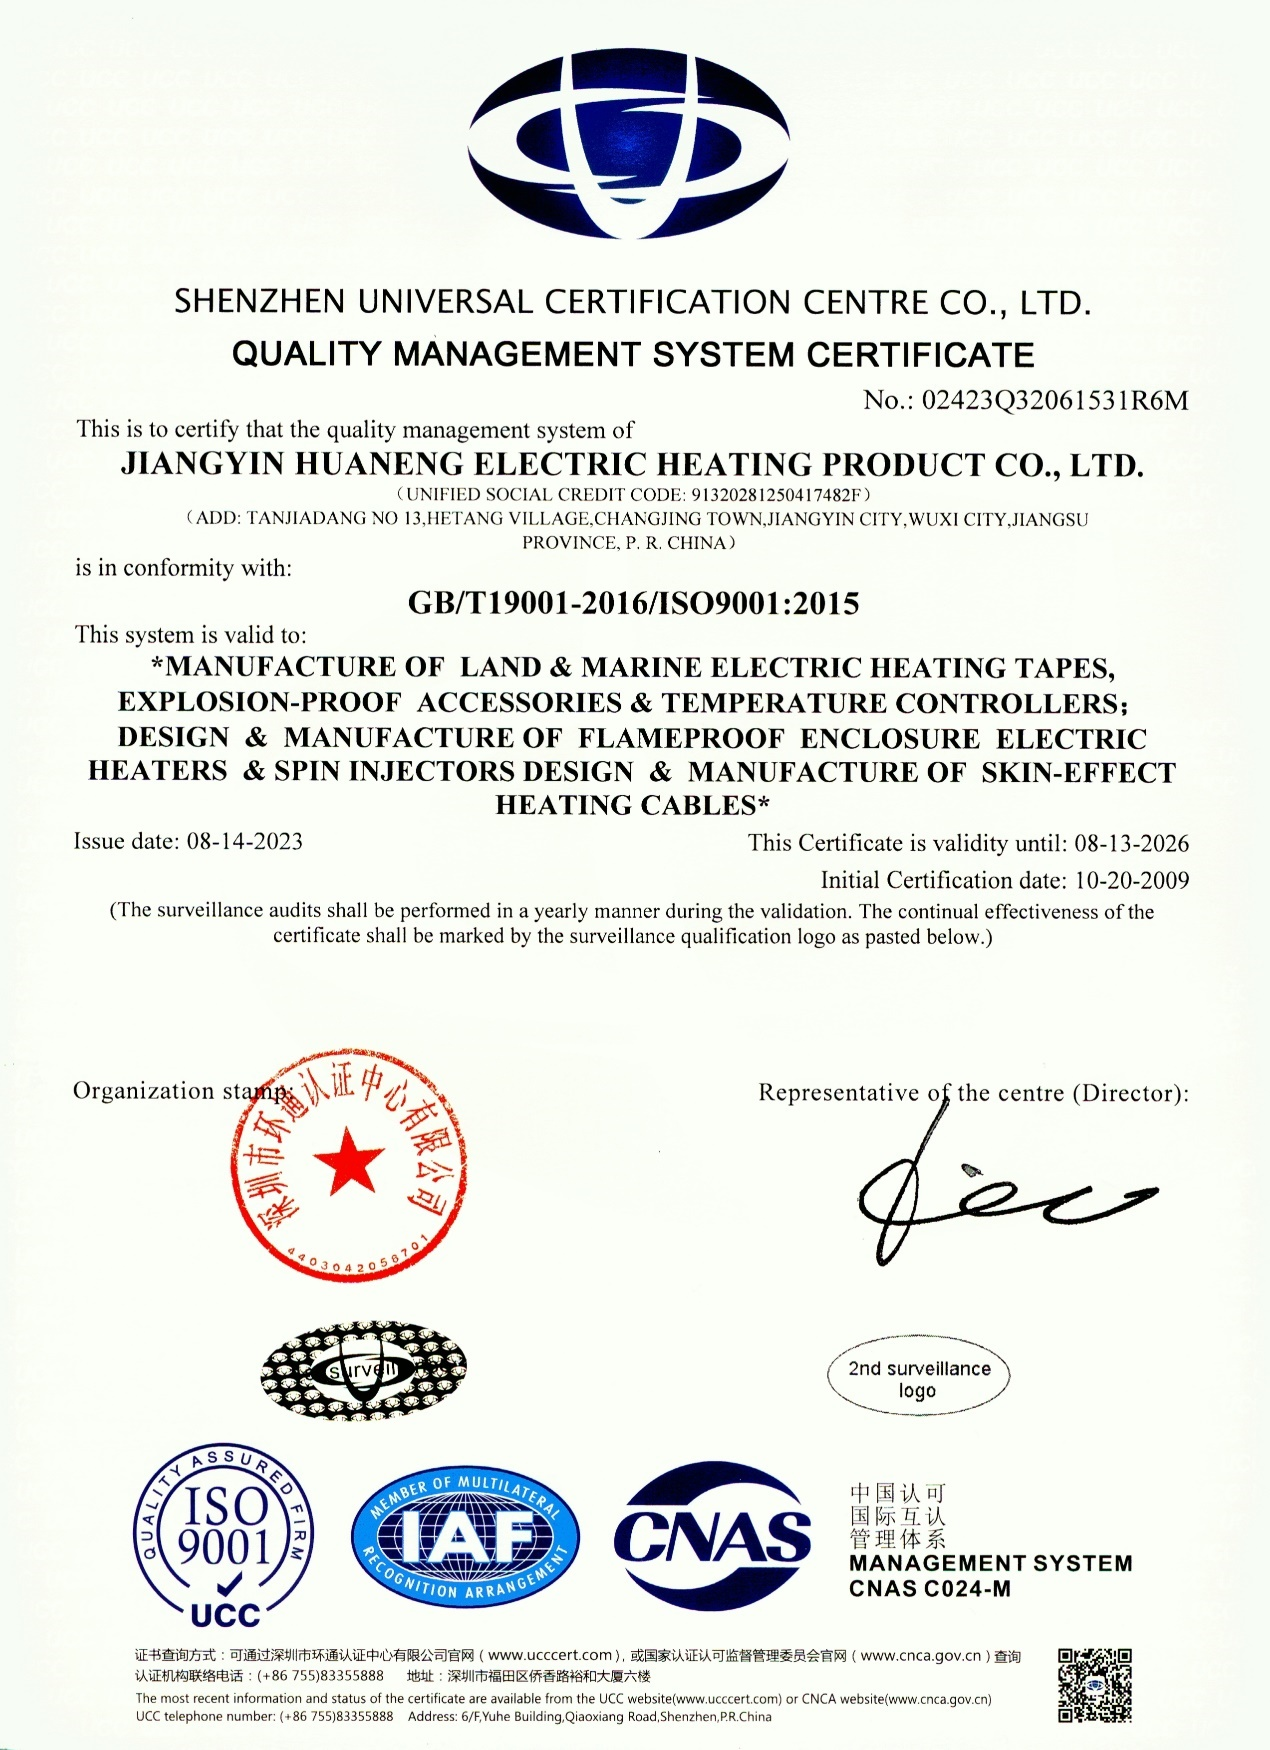 SHENZHEN UNIVERSAL CERTIFICATION CENTRE CO., LTD.
QUALITY MANAGEMENT SYSTEM CERTIFICATE
No.: 02423Q32061531R6M
This is to certify that the quality management system of
JIANGYIN HUANENG ELECTRIC HEATING PRODUCT CO., LTD.
(UNIFIED SOCIAL CREDIT CODE: 91320281250417482F)
(ADD: TANJIADANG NO 13,HETANG VILLAGE,CHANGJING TOWN,JIANGYIN CITY,WUXI CITY,JIANGSU
PROVINCE, P. R. CHINA)
is in conformity with:
GB/T19001-2016/ISO9001:2015
This system is valid to:
*MANUFACTURE OF LAND & MARINE ELECTRIC HEATING TAPES,
EXPLOSION-PROOF ACCESSORIES & TEMPERATURE CONTROLLERS;
DESIGN & MANUFACTURE OF FLAMEPROOF ENCLOSURE ELECTRIC
HEATERS & SPIN INJECTORS DESIGN & MANUFACTURE OF SKIN-EFFECT
HEATING CABLES*
Issue date: 08-14-2023
This Certificate is validity until: 08-13-2026
Initial Certification date: 10-20-2009
(The surveillance audits shall be performed in a yearly manner during the validation. The continual effectiveness of the
certificate shall be marked by the surveillance qualification logo as pasted below.)
Organization stamp:
Representative of the centre (Director):
深圳市环通认证中心有限公司
4403042058701
2nd surveillance
logo
QUALITY ASSURED FIRM
ISO
9001
UCC
MEMBER OF MULTILATERAL
IAF
RECOGNITION ARRANGEMENT
CNAS
中国认可
国际互认
管理体系
MANAGEMENT SYSTEM
CNAS C024-M
证书查询方式：可通过深圳市环通认证中心有限公司官网（www.ucccert.com），或国家认证认可监督管理委员会官网（www.cnca.gov.cn）查询
认证机构联络电话：(+86 755)83355888 地址：深圳市福田区侨香路裕和大厦六楼
The most recent information and status of the certificate are available from the UCC website(www.ucccert.com) or CNCA website(www.cnca.gov.cn)
UCC telephone number: (+86 755)83355888 Address: 6/F,Yuhe Building,Qiaoxiang Road,Shenzhen,P.R.China